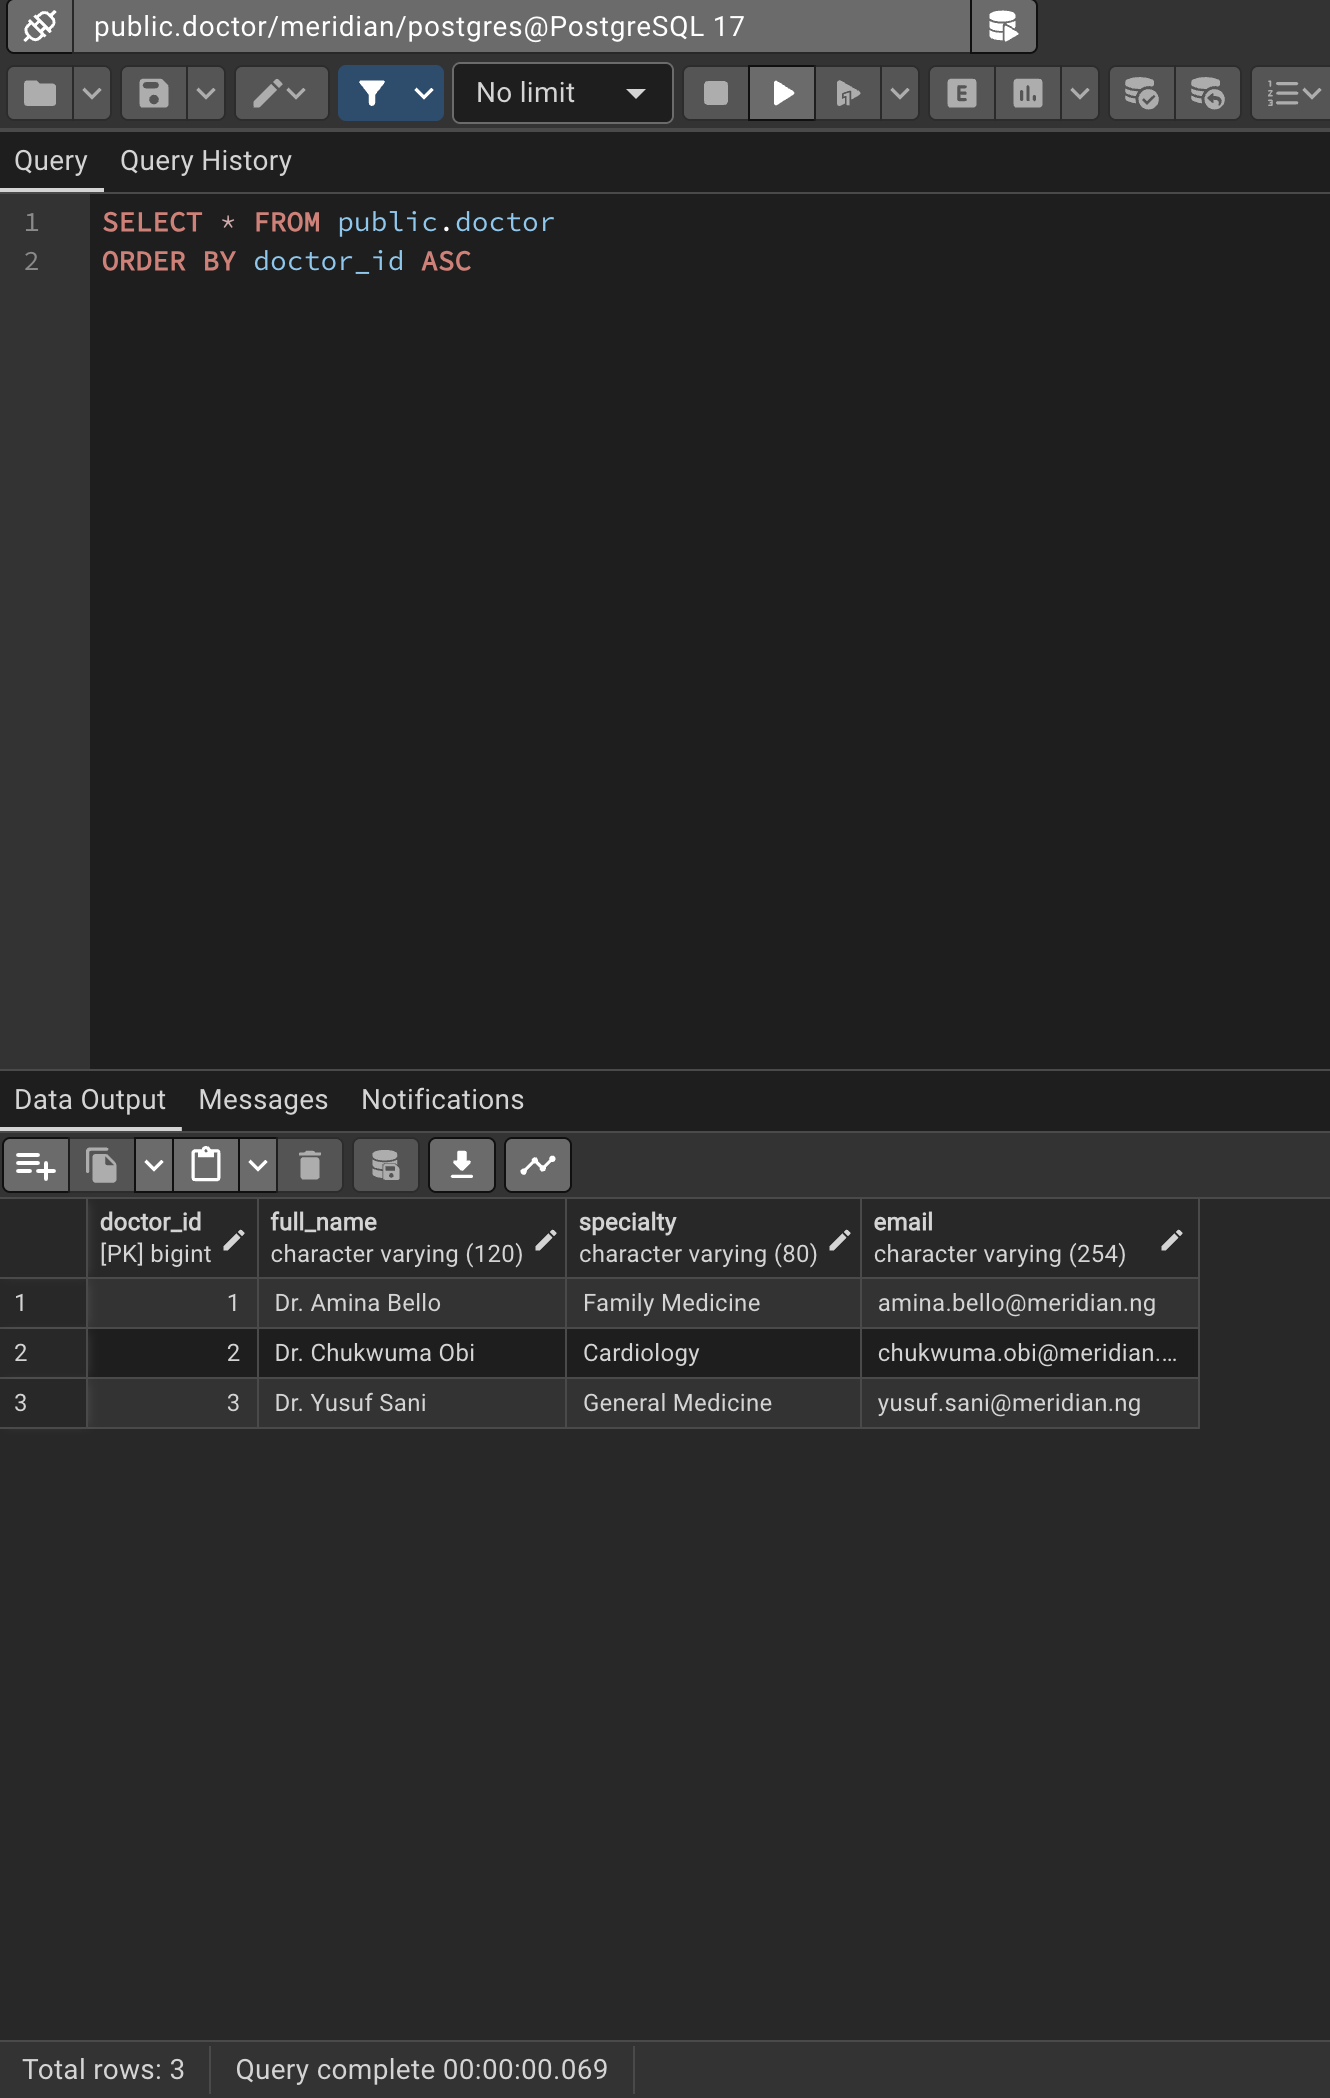 public.doctor/meridian/postgres@PostgreSQL 17
No limit
1
E
1
2
3
Query Query History
1 SELECT * FROM public.doctor
2 ORDER BY doctor_id ASC
Data Output Messages Notifications
doctor_id full_name specialty email
[PK] bigint character varying (120) character varying (80) character varying (254)
1 1 Dr. Amina Bello Family Medicine amina.bello@meridian.ng
2 2 Dr. Chukwuma Obi Cardiology chukwuma.obi@meridian....
3 3 Dr. Yusuf Sani General Medicine yusuf.sani@meridian.ng
Total rows: 3 Query complete 00:00:00.069